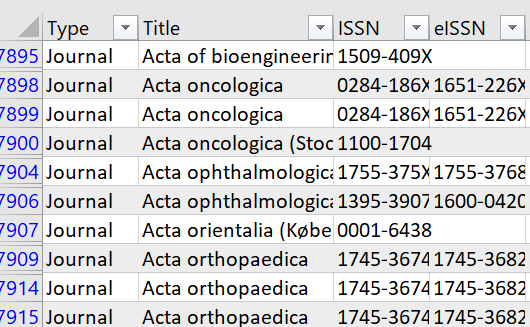 Type Title ISSN eISSN
7895 Journal Acta of bioengineerin 1509-409X
7898 Journal Acta oncologica 0284-186X 1651-226X
7899 Journal Acta oncologica 0284-186X 1651-226X
7900 Journal Acta oncologica (Stoc 1100-1704
7904 Journal Acta ophthalmologica 1755-375X 1755-3768
7906 Journal Acta ophthalmologica 1395-3907 1600-0420
7907 Journal Acta orientalia (Købe 0001-6438
7909 Journal Acta orthopaedica 1745-3674 1745-3682
7914 Journal Acta orthopaedica 1745-3674 1745-3682
7915 Journal Acta orthopaedica 1745-3674 1745-3682